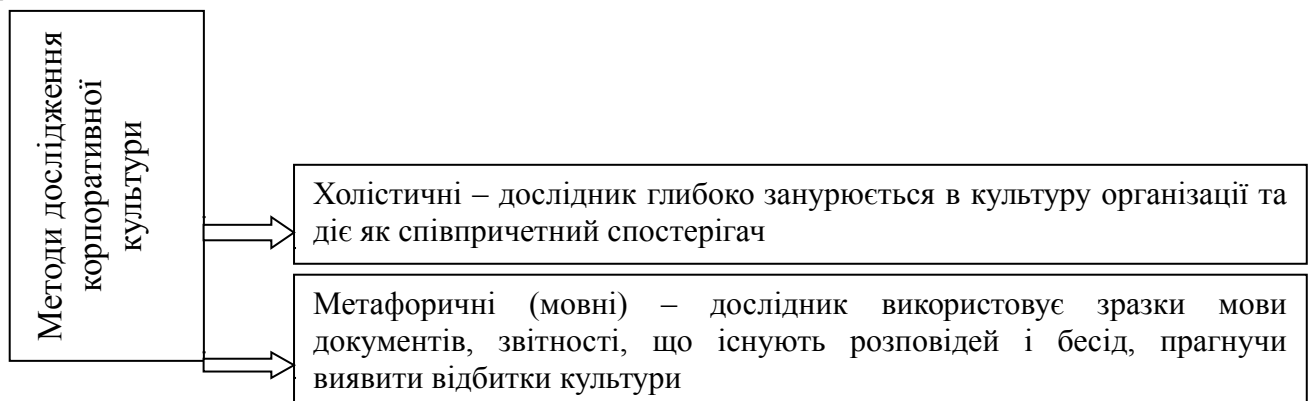 Методи дослідження
корпоративної
культури
Холістичні – дослідник глибоко занурюється в культуру організації та
діє як співпричетний спостерігач
Метафоричні (мовні) – дослідник використовує зразки мови
документів, звітності, що існують розповідей і бесід, прагнучи
виявити відбитки культури